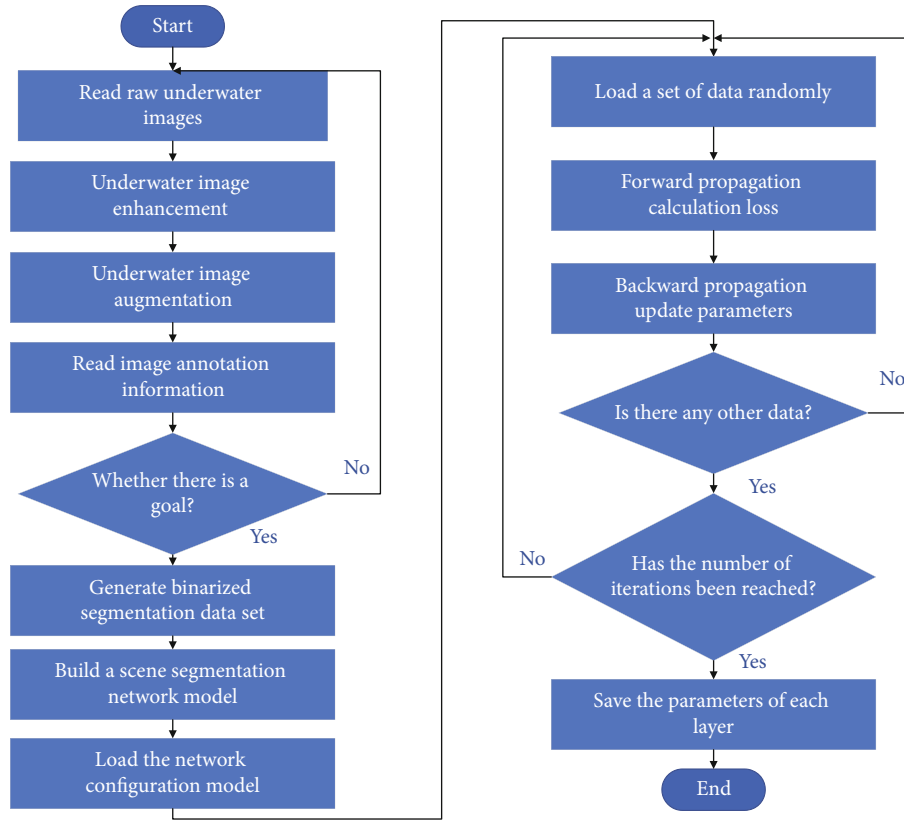 Start
Read raw underwater
images
Underwater image
enhancement
Underwater image
augmentation
Read image annotation
information
Whether there is a
goal?
No
Yes
Generate binarized
segmentation data set
Build a scene segmentation
network model
Load the network
configuration model
Load a set of data randomly
Forward propagation
calculation loss
Backward propagation
update parameters
Is there any other data?
No
Yes
Has the number of
iterations been reached?
No
Yes
Save the parameters of each
layer
End